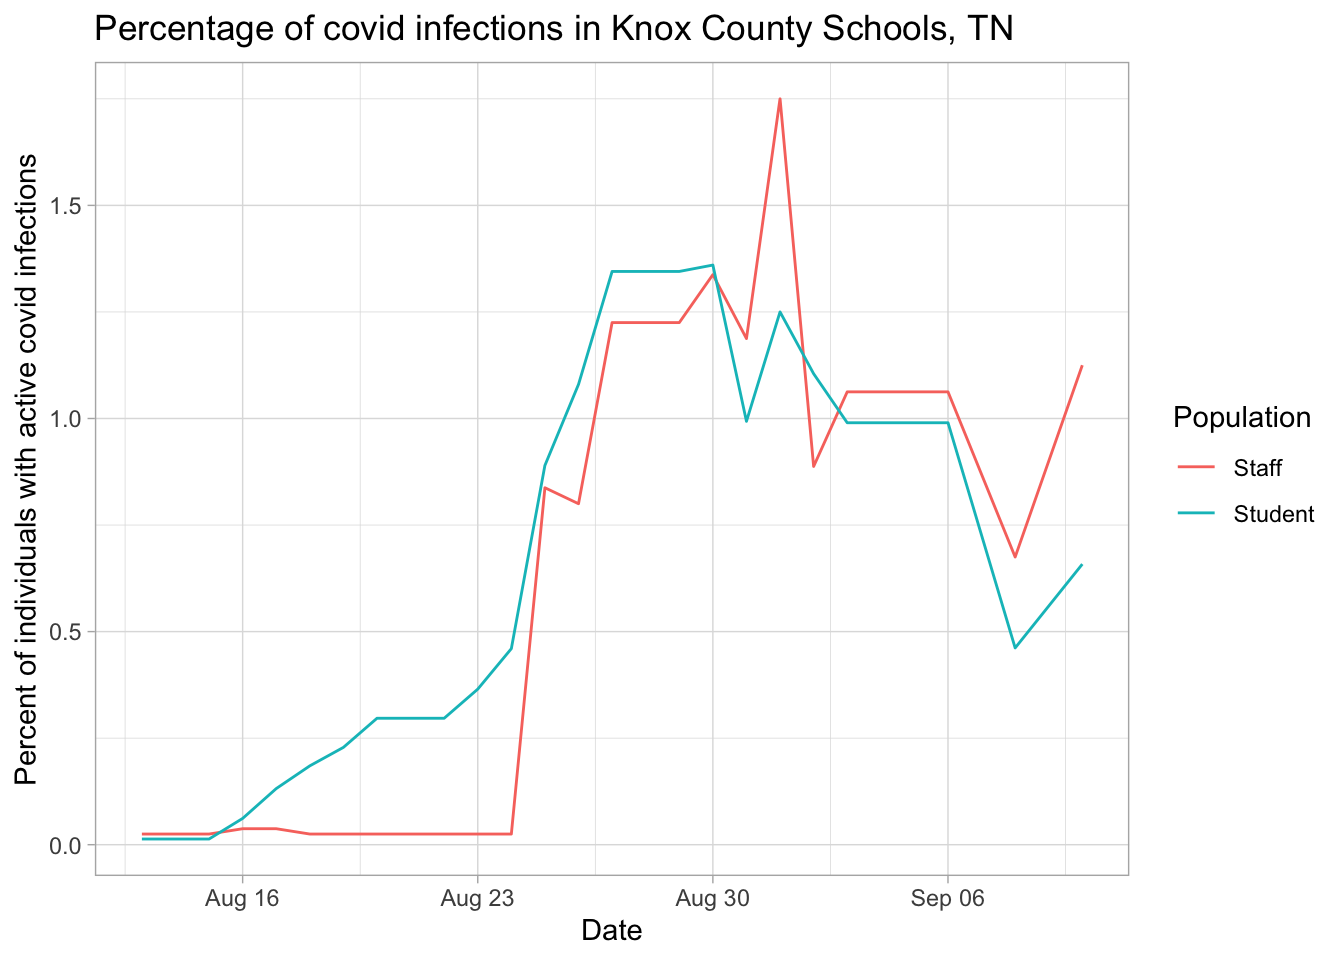 Percentage of covid infections in Knox County Schools, TN
Percent of individuals with active covid infections
1.5
1.0
0.5
0.0
Aug 16
Aug 23
Aug 30
Sep 06
Date
Population
Staff
Student